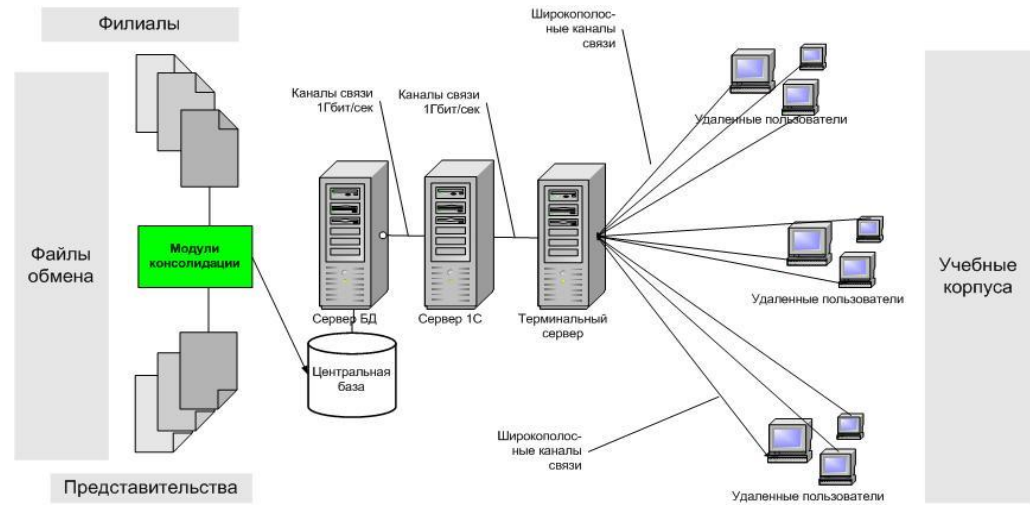 Филиалы
Файлы
обмена
Модули
консолидации
Представительства
Каналы связи
1Гбит/сек
Каналы связи
1Гбит/сек
Сервер БД
Сервер 1С
Терминальный
сервер
Центральная
база
Широкополос-
ные каналы
связи
Удаленные пользователи
Удаленные пользователи
Широкополос-
ные каналы
связи
Удаленные пользователи
Учебные
корпуса